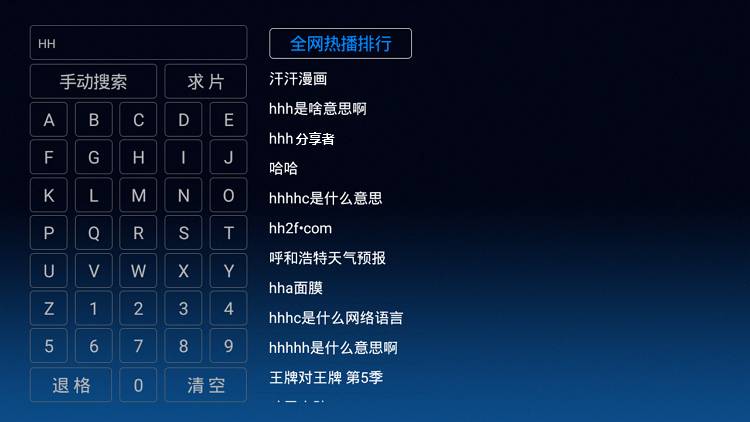 HH
全网热播排行
手动搜索 求 片
A B C D E
F G H I J
K L M N O
P Q R S T
U V W X Y
Z 1 2 3 4
5 6 7 8 9
退 格 0 清 空
汗汗漫画
hhh是啥意思啊
hhh分享者
哈哈
hhhhc是什么意思
hh2f•com
呼和浩特天气预报
hha面膜
hhhc是什么网络语言
hhhhh是什么意思啊
王牌对王牌 第5季